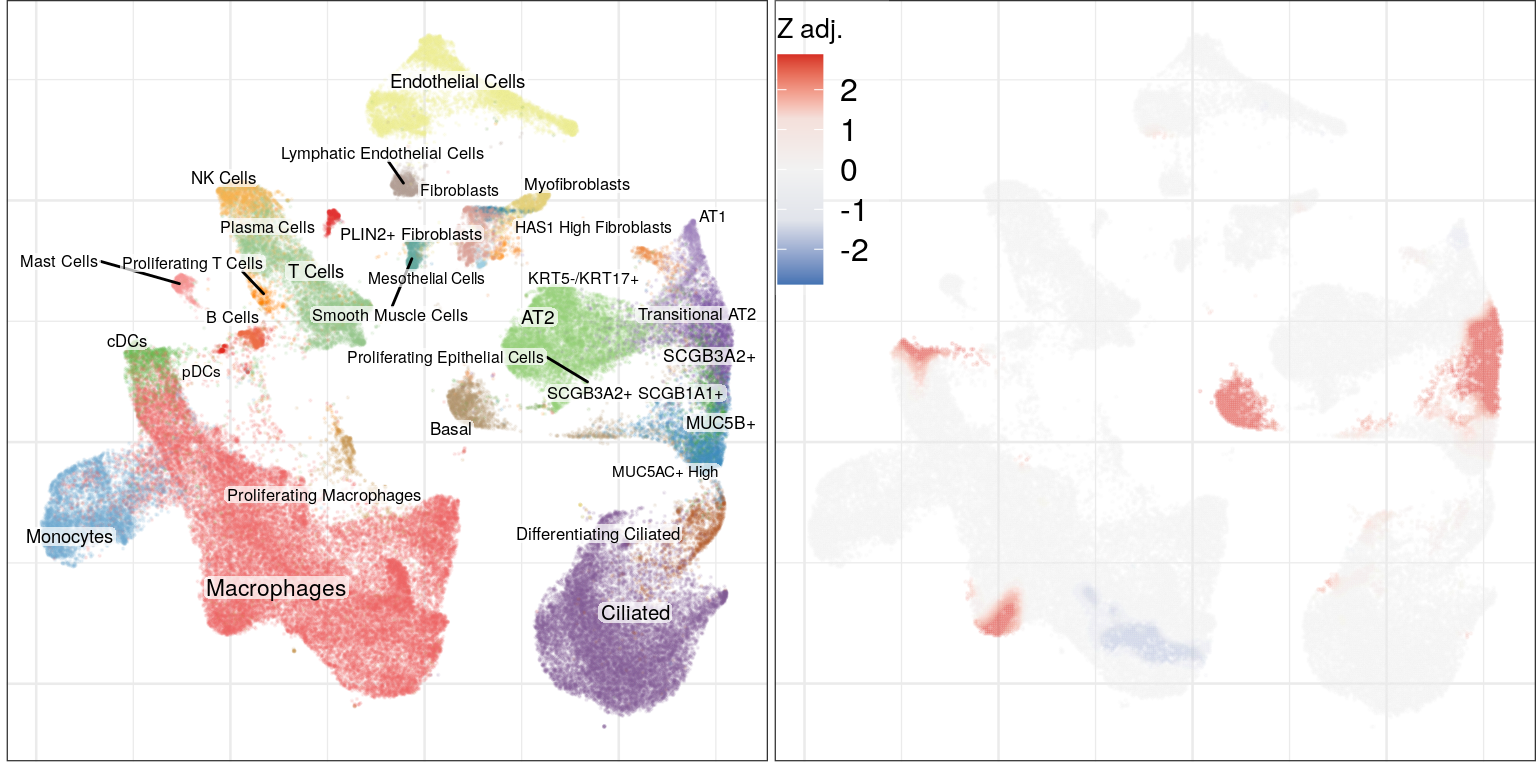 Endothelial Cells
Lymphatic Endothelial Cells
NK Cells
Fibroblasts
Myofibroblasts
AT1
Plasma Cells
PLIN2+ Fibroblasts
HAS1 High Fibroblasts
Mast Cells
Proliferating T Cells
T Cells
Mesothelial Cells
KRT5-/KRT17+
B Cells
Smooth Muscle Cells
AT2
Transitional AT2
cDCs
Proliferating Epithelial Cells
SCGB3A2+
pDCs
SCGB3A2+ SCGB1A1+
Basal
MUC5B+
MUC5AC+ High
Proliferating Macrophages
Monocytes
Differentiating Ciliated
Macrophages
Ciliated
Z adj.
2
1
0
-1
-2